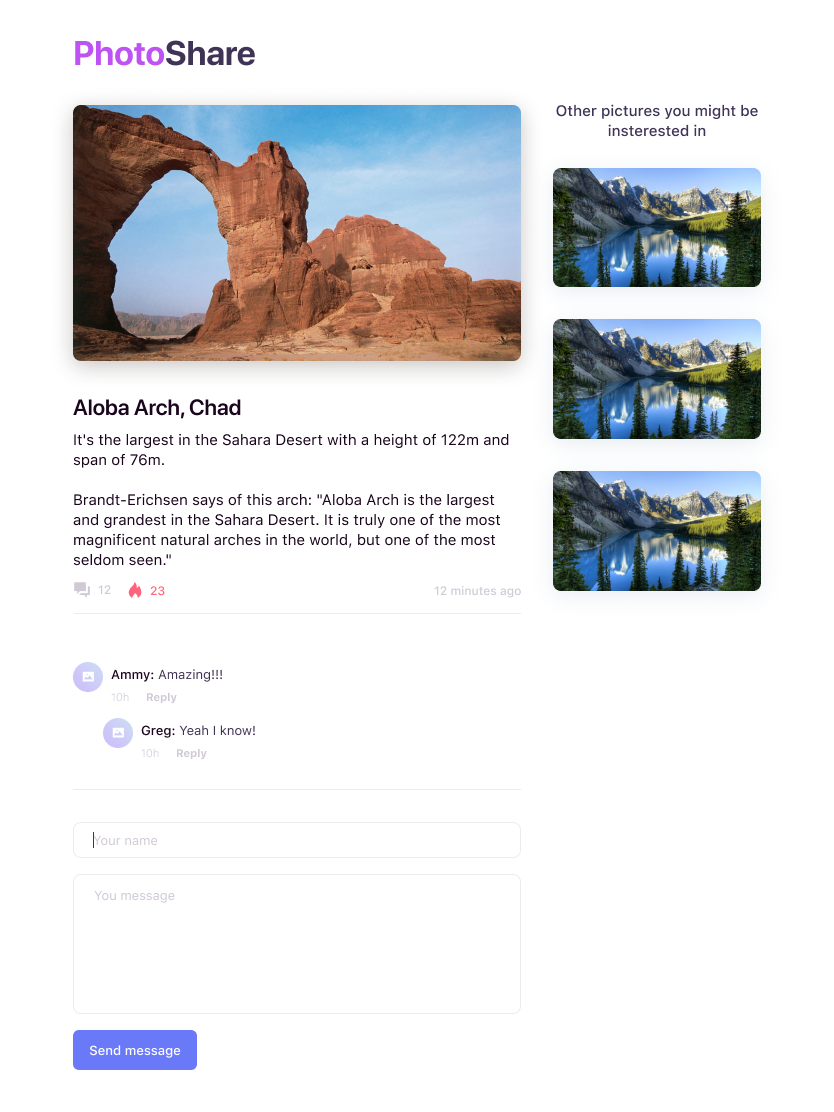 PhotoShare
Other pictures you might be
insterested in
Aloba Arch, Chad
It's the largest in the Sahara Desert with a height of 122m and
span of 76m.
Brandt-Erichsen says of this arch: "Aloba Arch is the largest
and grandest in the Sahara Desert. It is truly one of the most
magnificent natural arches in the world, but one of the most
seldom seen."
12 23 12 minutes ago
Ammy: Amazing!!!
10h Reply
Greg: Yeah I know!
10h Reply
Your name
You message
Send message